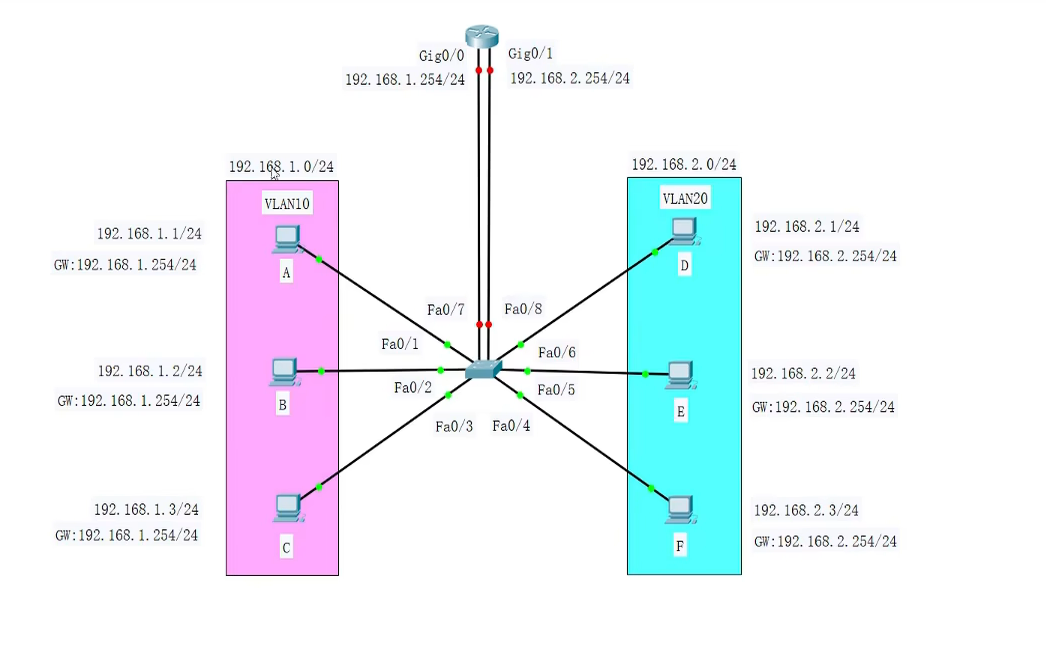 Gig0/0
Gig0/1
192.168.1.254/24
192.168.2.254/24
192.168.1.0/24
192.168.2.0/24
VLAN10
VLAN20
192.168.1.1/24
GW:192.168.1.254/24
A
192.168.2.1/24
GW:192.168.2.254/24
D
Fa0/7
Fa0/8
Fa0/1
Fa0/6
192.168.1.2/24
GW:192.168.1.254/24
B
Fa0/2
Fa0/5
192.168.2.2/24
GW:192.168.2.254/24
E
Fa0/3
Fa0/4
192.168.1.3/24
GW:192.168.1.254/24
C
192.168.2.3/24
GW:192.168.2.254/24
F